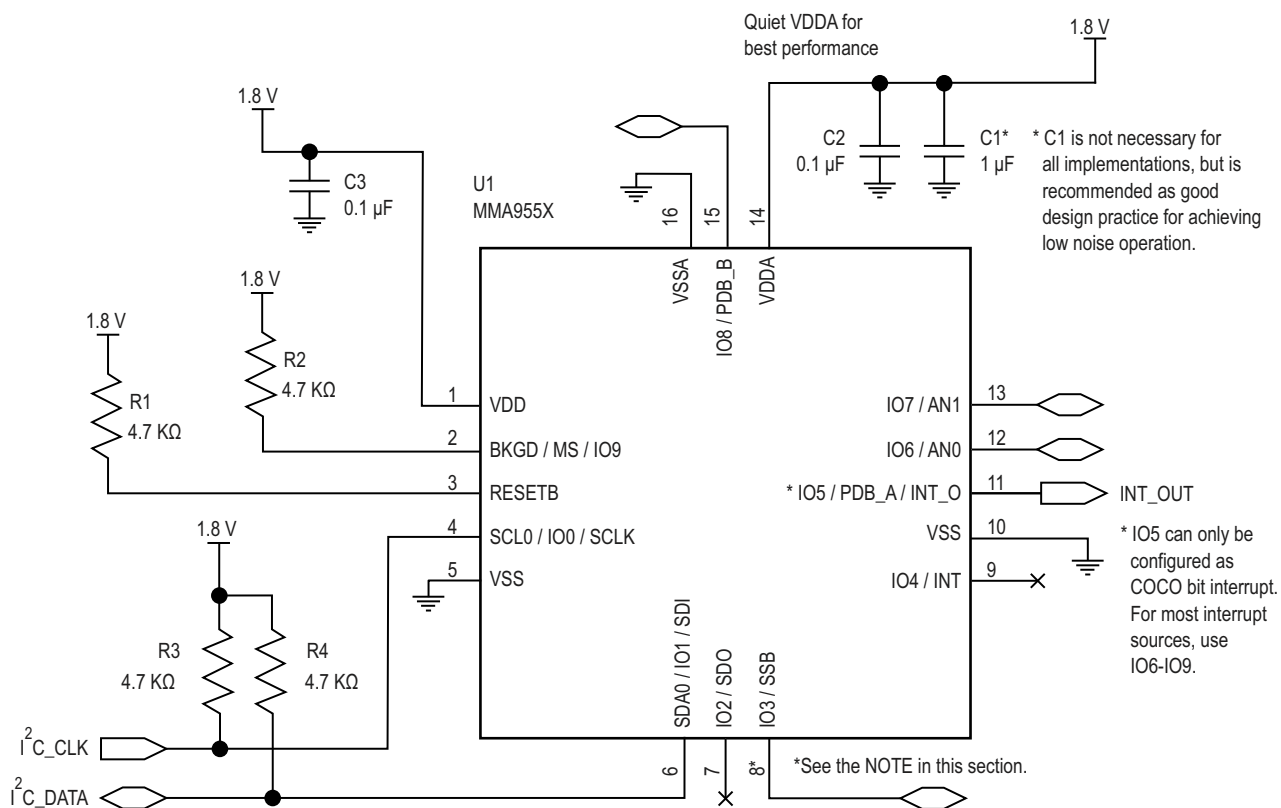 Quiet VDDA for
best performance
1.8 V
1.8 V
C2
0.1 µF
C1*
1 µF
* C1 is not necessary for
all implementations, but is
recommended as good
design practice for achieving
low noise operation.
C3
0.1 µF
U1
MMA955X
16
15
14
VSSA
IO8 / PDB_B
VDDA
1.8 V
1.8 V
R2
4.7 KΩ
R1
4.7 KΩ
1
VDD
2
BKGD / MS / IO9
3
RESETB
4
SCL0 / IO0 / SCLK
5
VSS
IO7 / AN1
13
IO6 / AN0
12
* IO5 / PDB_A / INT_O
11
INT_OUT
VSS
10
IO4 / INT
9
* IO5 can only be
configured as
COCO bit interrupt.
For most interrupt
sources, use
IO6-IO9.
1.8 V
R3
4.7 KΩ
R4
4.7 KΩ
SDA0 / IO1 / SDI
IO2 / SDO
IO3 / SSB
6
7
8*
*See the NOTE in this section.
I²C_CLK
I²C_DATA